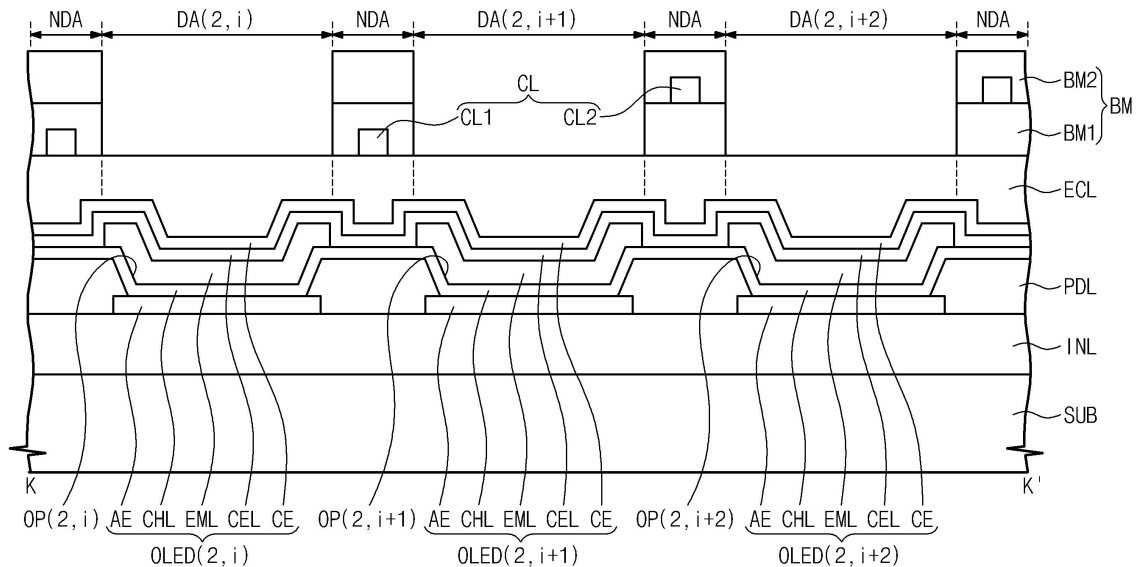 NDA DA(2,i) NDA DA(2,i+1) NDA DA(2,i+2) NDA
CL
CL1 CL2
BM2
BM
BM1
ECL
PDL
INL
SUB
K K'
OP(2,i) AE CHL EML CEL CE OP(2,i+1) AE CHL EML CEL CE OP(2,i+2) AE CHL EML CEL CE
OLED(2,i) OLED(2,i+1) OLED(2,i+2)